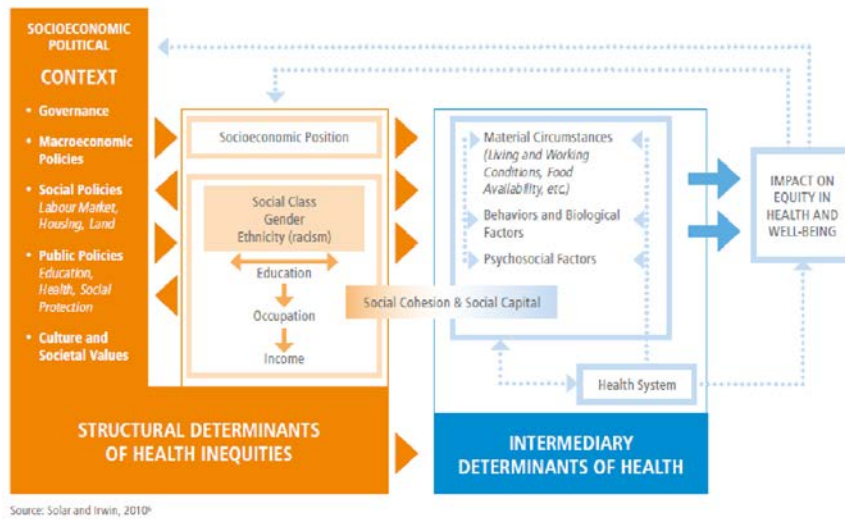 SOCIOECONOMIC
POLITICAL
CONTEXT
• Governance
• Macroeconomic
Policies
• Social Policies
Labour Market,
Housing, Land
• Public Policies
Education,
Health, Social
Protection
• Culture and
Societal Values
Socioeconomic Position
Social Class
Gender
Ethnicity (racism)
Education
Occupation
Income
STRUCTURAL DETERMINANTS
OF HEALTH INEQUITIES
Social Cohesion & Social Capital
Material Circumstances
(Living and Working
Conditions, Food
Availability, etc.)
Behaviors and Biological
Factors
Psychosocial Factors
Health System
INTERMEDIARY
DETERMINANTS OF HEALTH
IMPACT ON
EQUITY IN
HEALTH AND
WELL-BEING
Source: Solar and Irwin, 2010